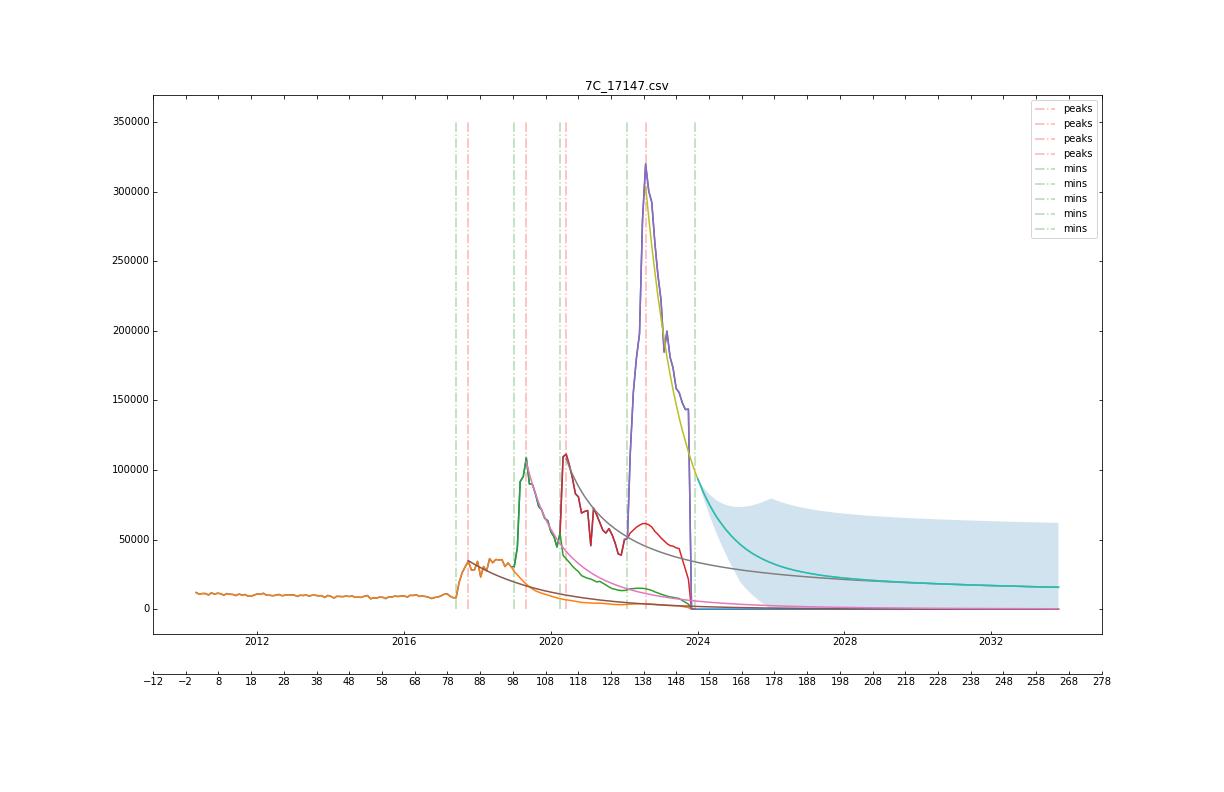 7C_17147.csv
peaks
peaks
peaks
peaks
mins
mins
mins
mins
mins
350000
300000
250000
200000
150000
100000
50000
0
2012 2016 2020 2024 2028 2032
−12 −2 8 18 28 38 48 58 68 78 88 98 108 118 128 138 148 158 168 178 188 198 208 218 228 238 248 258 268 278